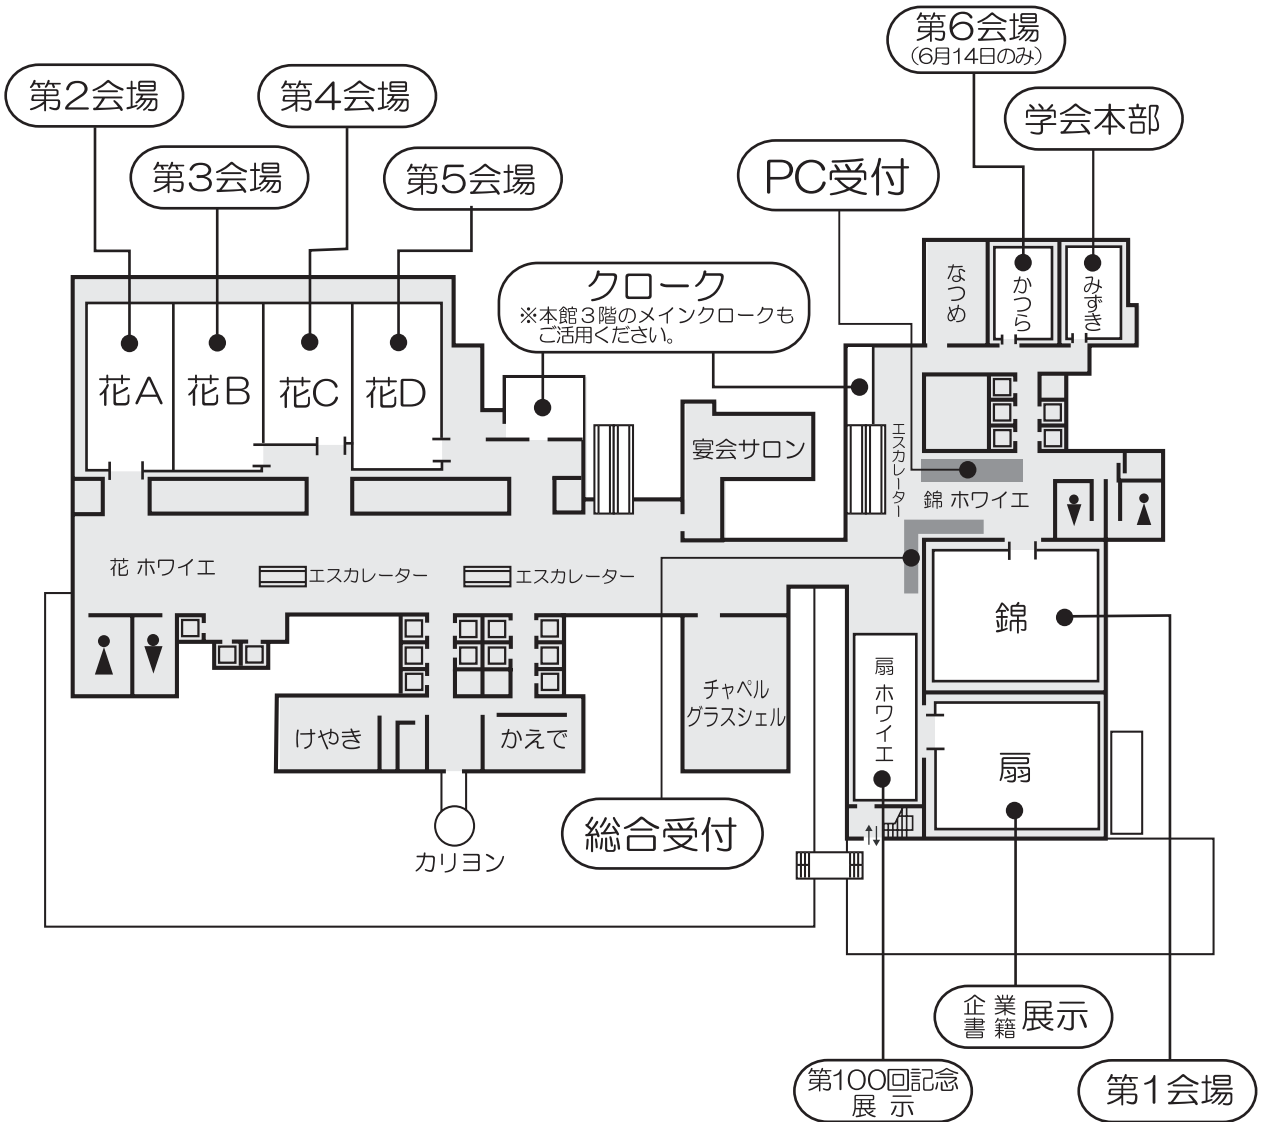 第6会場
(6月14日のみ)
第2会場
第4会場
学会本部
第3会場
第5会場
PC受付
クローク
※本館3階のメインクロークも
ご活用ください。
なつめ
かつら
みずき
花A
花B
花C
花D
宴会サロン
エスカレーター
錦 ホワイエ
花 ホワイエ
エスカレーター
エスカレーター
錦
扇 ホワイエ
チャペル
グラスシェル
けやき
かえで
扇
総合受付
カリヨン
企業
書籍
展示
第100回記念
展 示
第1会場